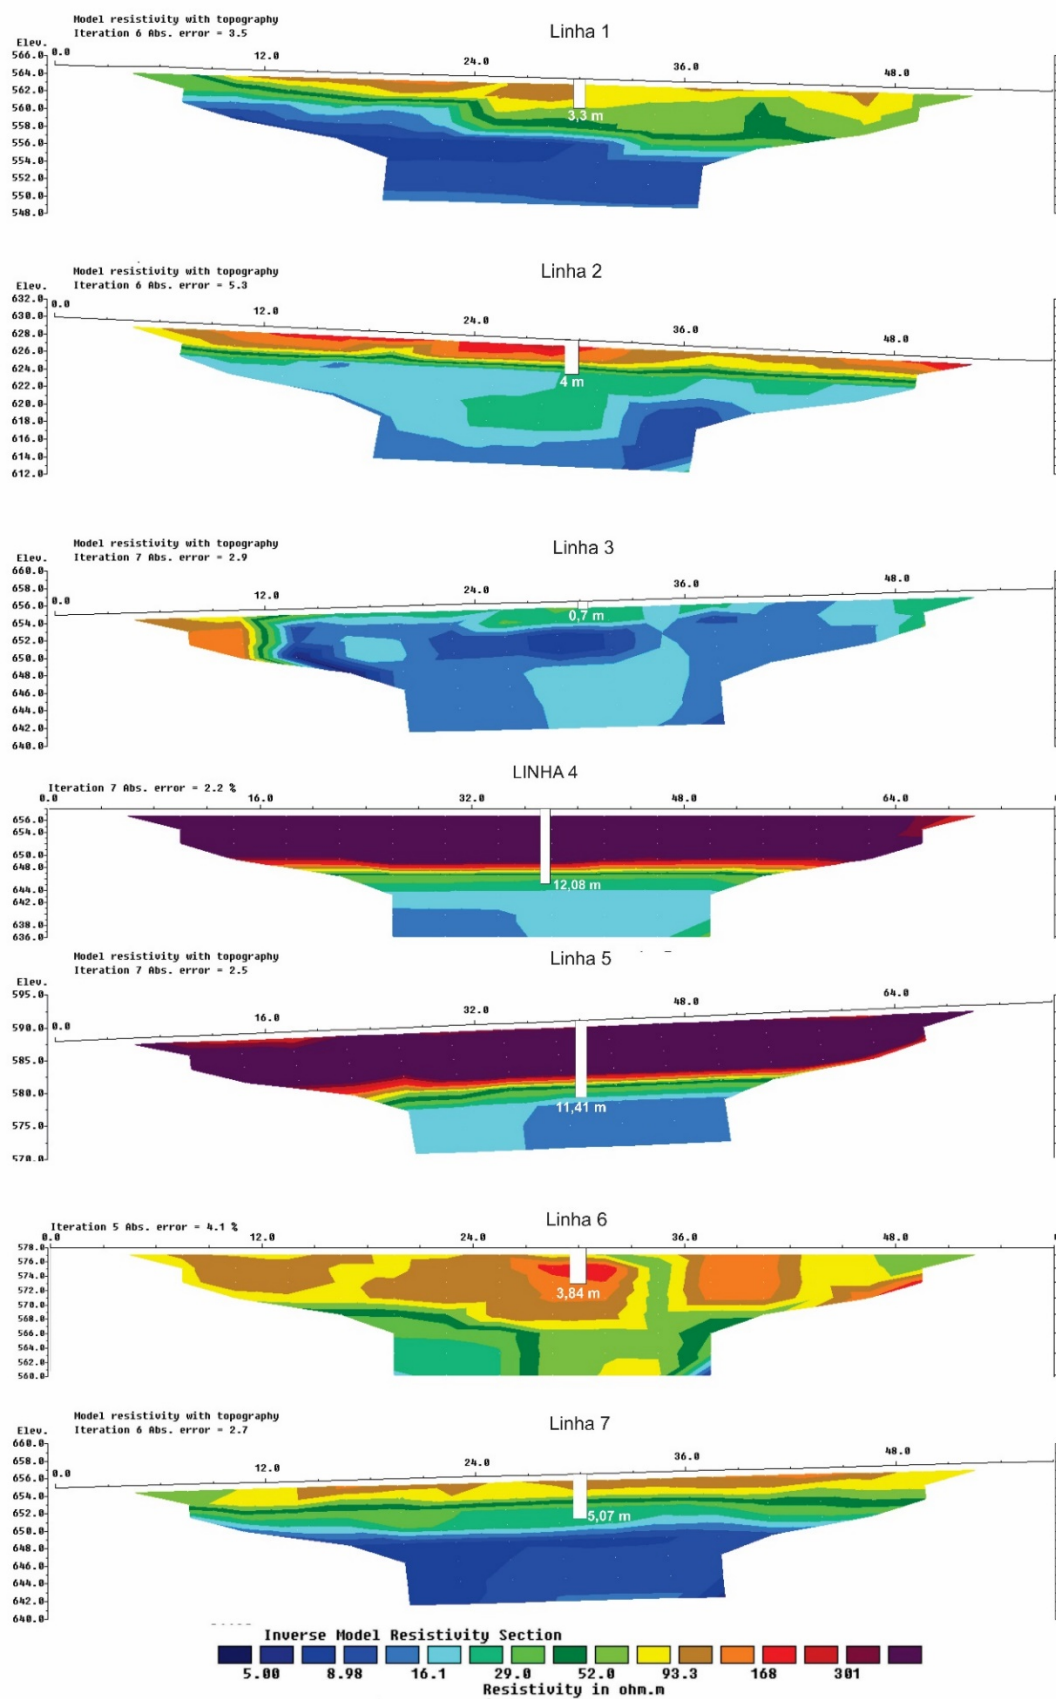 Model resistivity with topography
Iteration 6 Abs. error = 3.5
Linha 1
Elev.
0.0 12.0 24.0 36.0 48.0
566.0
564.0
562.0
560.0
558.0
556.0
554.0
552.0
550.0
548.0
3,3 m
Model resistivity with topography
Iteration 6 Abs. error = 5.3
Linha 2
Elev.
0.0 12.0 24.0 36.0 48.0
632.0
630.0
628.0
626.0
624.0
622.0
620.0
618.0
616.0
614.0
612.0
4 m
Model resistivity with topography
Iteration 7 Abs. error = 2.9
Linha 3
Elev.
0.0 12.0 24.0 36.0 48.0
660.0
658.0
656.0
654.0
652.0
650.0
648.0
646.0
644.0
642.0
640.0
0,7 m
LINHA 4
Iteration 7 Abs. error = 2.2 %
0.0 16.0 32.0 48.0 64.0
656.0
654.0
650.0
648.0
644.0
642.0
638.0
636.0
12,08 m
Model resistivity with topography
Iteration 7 Abs. error = 2.5
Linha 5
Elev.
0.0 16.0 32.0 48.0 64.0
595.0
590.0
585.0
580.0
575.0
570.0
11,41 m
Linha 6
Iteration 5 Abs. error = 4.1 %
0.0 12.0 24.0 36.0 48.0
578.0
576.0
574.0
572.0
570.0
568.0
566.0
564.0
562.0
560.0
3,84 m
Model resistivity with topography
Iteration 6 Abs. error = 2.7
Linha 7
Elev.
0.0 12.0 24.0 36.0 48.0
660.0
658.0
656.0
654.0
652.0
650.0
648.0
646.0
644.0
642.0
640.0
5,07 m
Inverse Model Resistivity Section
5.00 8.98 16.1 29.0 52.0 93.3 168 301
Resistivity in ohm.m